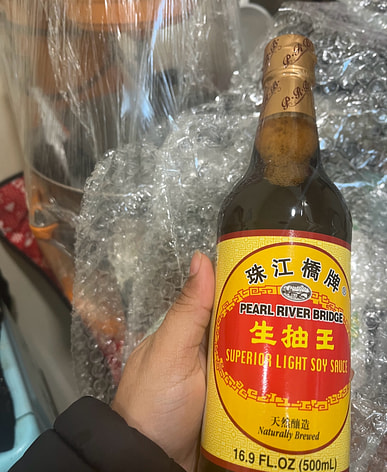 P·R·B
珠江橋牌®
PEARL RIVER BRIDGE
生抽王
SUPERIOR LIGHT SOY SAUCE
天然釀造
Naturally Brewed
16.9 FL.OZ (500mL)